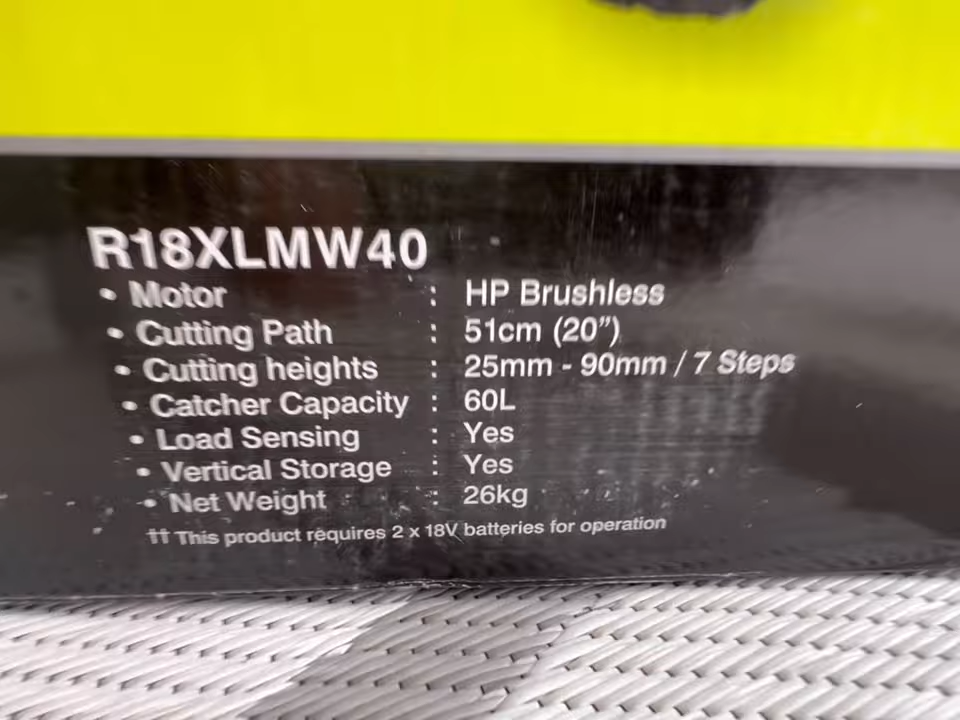 R18XLMW40
• Motor : HP Brushless
• Cutting Path : 51cm (20”)
• Cutting heights : 25mm - 90mm / 7 Steps
• Catcher Capacity : 60L
• Load Sensing : Yes
• Vertical Storage : Yes
• Net Weight : 26kg
†† This product requires 2 x 18V batteries for operation